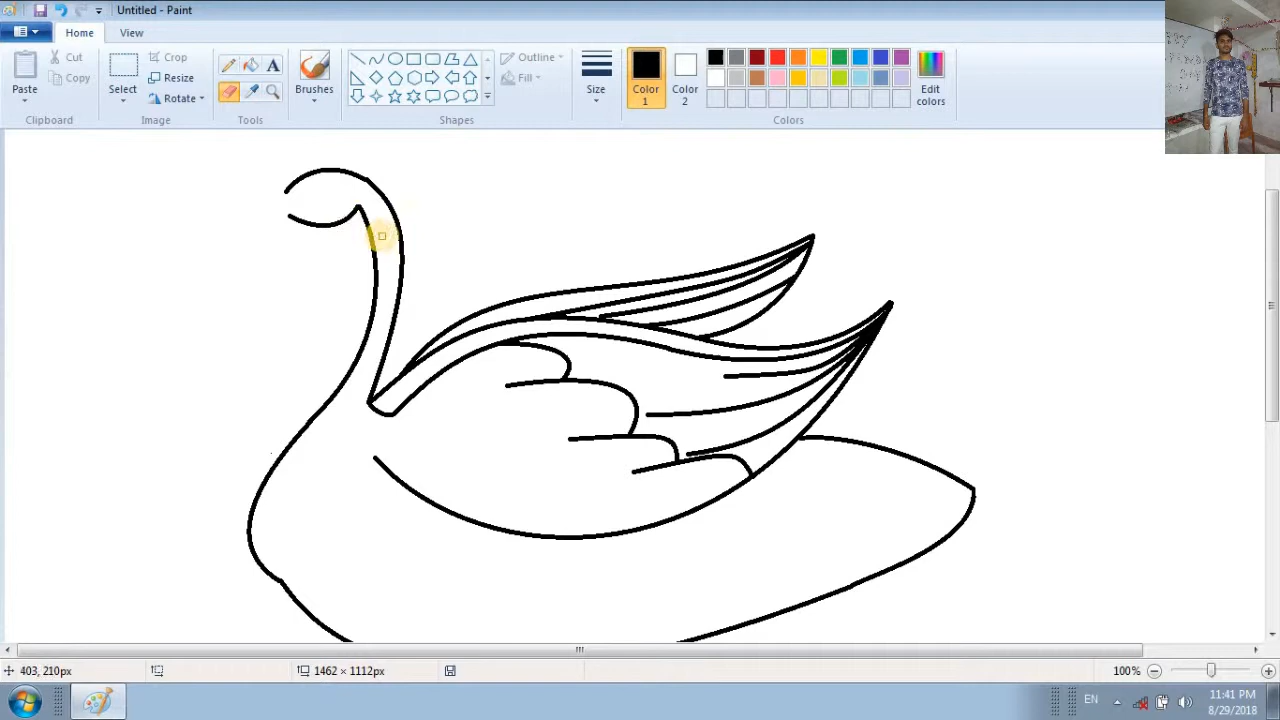 Untitled - Paint
Home View
Paste Cut Copy
Select Crop Resize Rotate
Brushes
Outline Fill
Size
Color 1
Color 2
Edit colors
Clipboard Image Tools Shapes Colors
403, 210px 1462 × 1112px 100%
EN 11:41 PM
8/29/2018